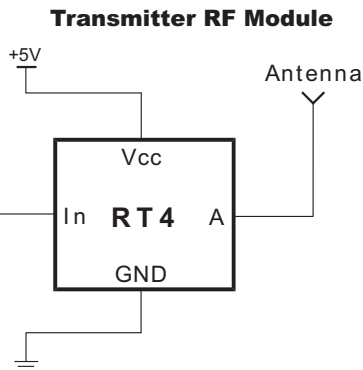 Transmitter RF Module
+5V
Antenna
Vcc
In RT4 A
GND